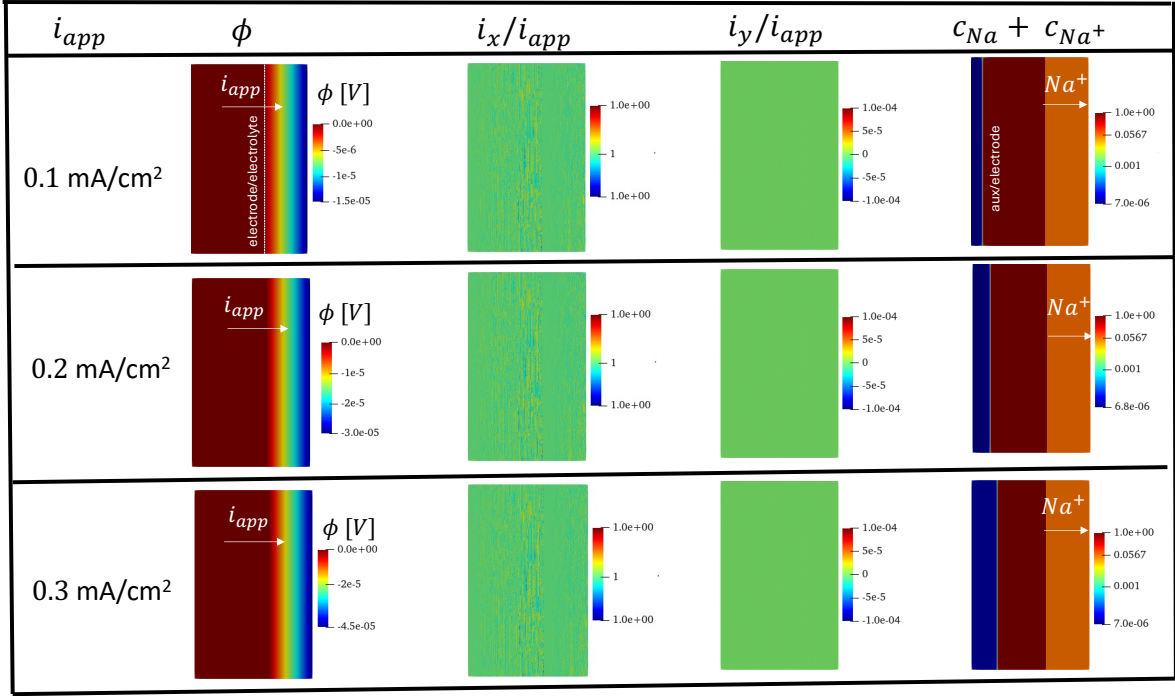 i_app ϕ i_x/i_app i_y/i_app c_Na + c_Na⁺
0.1 mA/cm²
i_app
electrode/electrolyte
ϕ [V]
0.0e+00
-5e-6
-1e-5
-1.5e-05
1.0e+00
1
1.0e+00
1.0e-04
5e-5
0
-5e-5
-1.0e-04
Na⁺
aux/electrode
1.0e+00
0.0567
0.001
7.0e-06
0.2 mA/cm²
i_app
ϕ [V]
0.0e+00
-1e-5
-2e-5
-3.0e-05
1.0e+00
1
1.0e+00
1.0e-04
5e-5
0
-5e-5
-1.0e-04
Na⁺
1.0e+00
0.0567
0.001
6.8e-06
0.3 mA/cm²
i_app
ϕ [V]
0.0e+00
-2e-5
-4.5e-05
1.0e+00
1
1.0e+00
1.0e-04
5e-5
0
-5e-5
-1.0e-04
Na⁺
1.0e+00
0.0567
0.001
7.0e-06